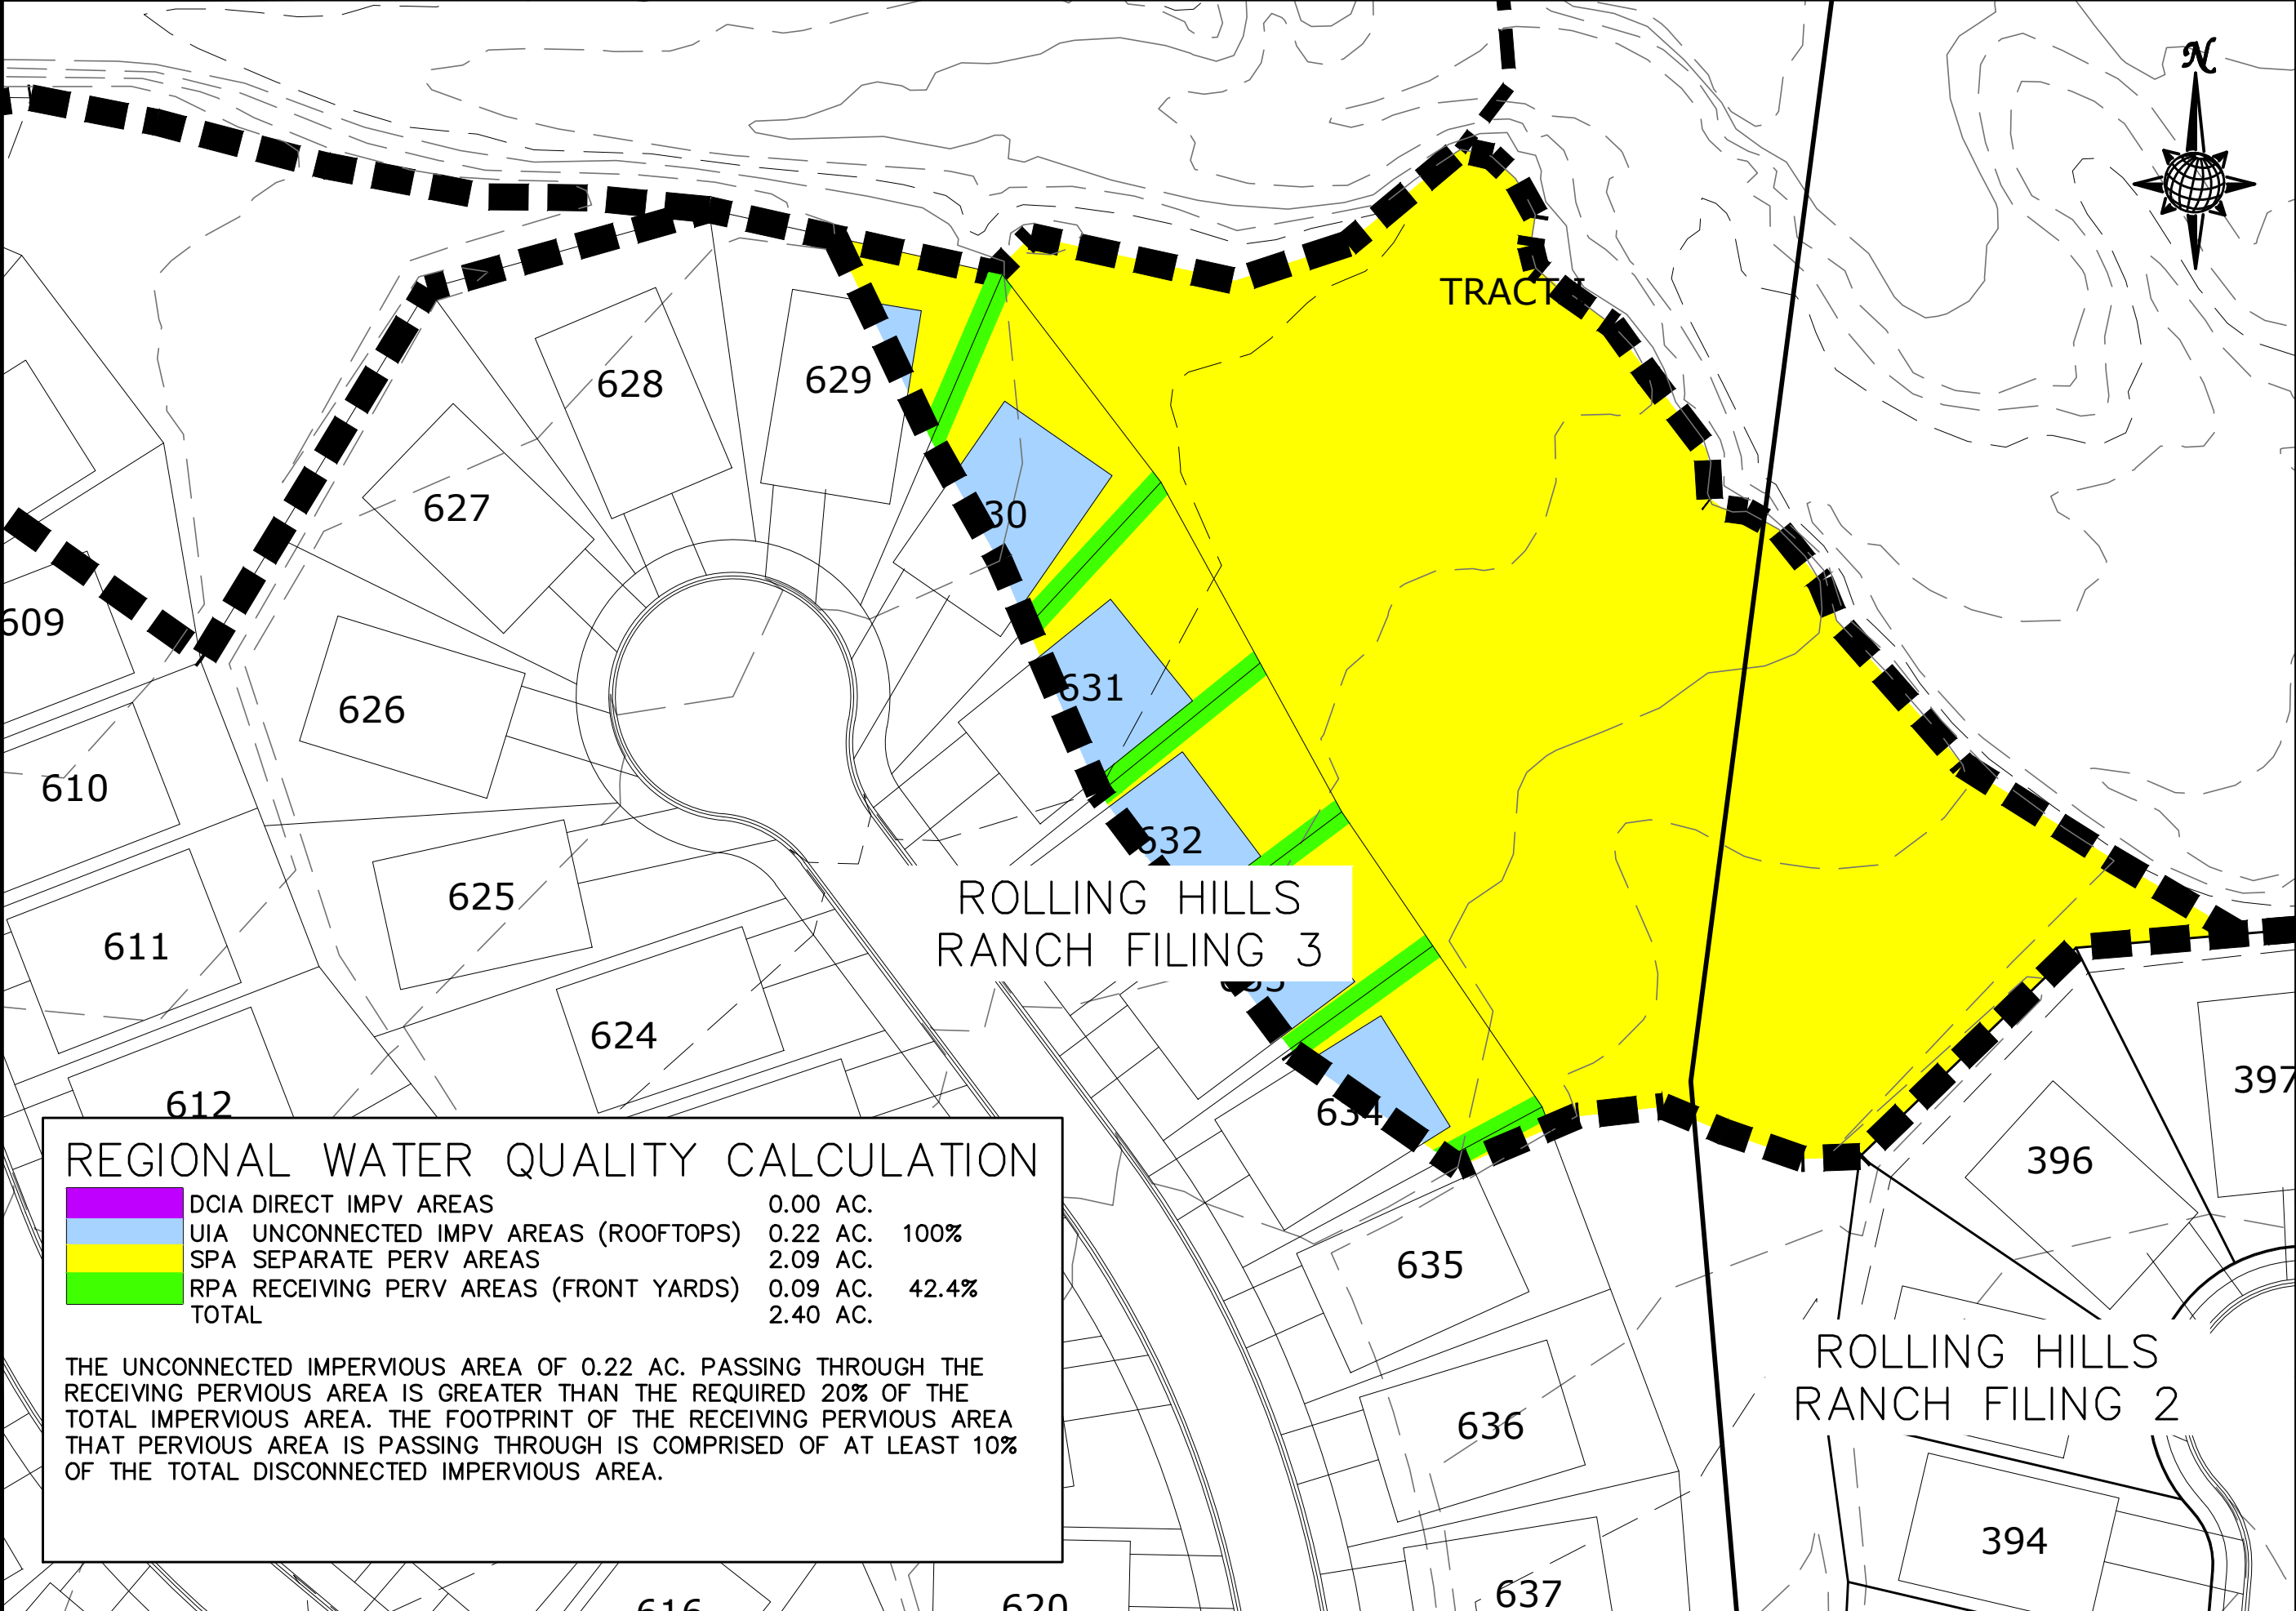 N
TRACT
628
629
627
30
609
631
626
610
632
625
ROLLING HILLS
RANCH FILING 3
611
633
624
397
612
634
396
REGIONAL WATER QUALITY CALCULATION
DCIA DIRECT IMPV AREAS 0.00 AC.
UIA UNCONNECTED IMPV AREAS (ROOFTOPS) 0.22 AC. 100%
SPA SEPARATE PERV AREAS 2.09 AC.
RPA RECEIVING PERV AREAS (FRONT YARDS) 0.09 AC. 42.4%
TOTAL 2.40 AC.
THE UNCONNECTED IMPERVIOUS AREA OF 0.22 AC. PASSING THROUGH THE
RECEIVING PERVIOUS AREA IS GREATER THAN THE REQUIRED 20% OF THE
TOTAL IMPERVIOUS AREA. THE FOOTPRINT OF THE RECEIVING PERVIOUS AREA
THAT PERVIOUS AREA IS PASSING THROUGH IS COMPRISED OF AT LEAST 10%
OF THE TOTAL DISCONNECTED IMPERVIOUS AREA.
635
ROLLING HILLS
RANCH FILING 2
636
394
637
616
620